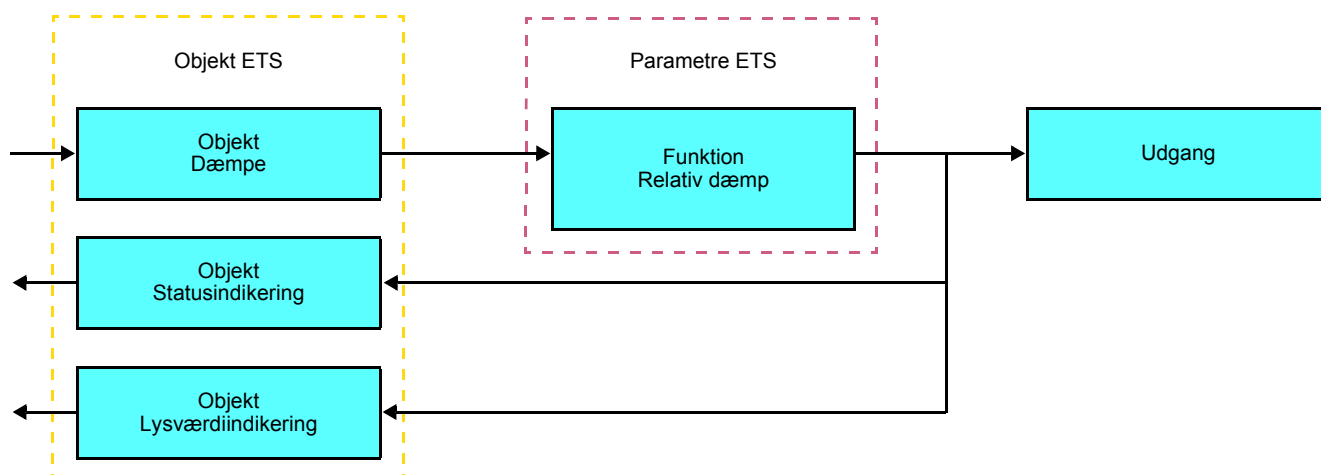 Objekt ETS
Parametre ETS
Objekt
Dæmpe
Funktion
Relativ dæmp
Udgang
Objekt
Statusindikering
Objekt
Lysværdiindikering